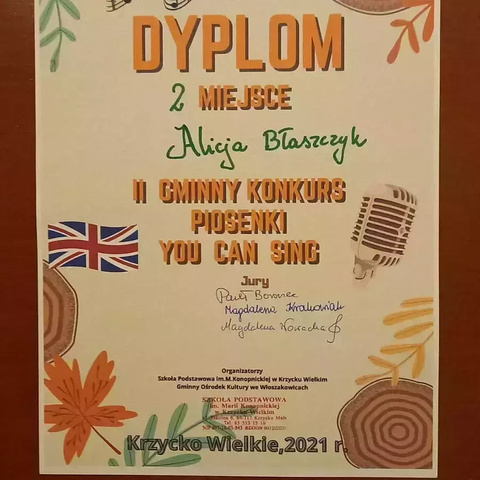 DYPLOM
2 MIEJSCE
Alicja Błaszczyk
II GMINNY KONKURS
PIOSENKI
YOU CAN SING
Jury
Magdalena Krakowiak
Magdalena
Organizatorzy
Szkoła Podstawowa im.M.Konopnickiej w Krzycku Wielkim
Gminny Ośrodek Kultury we Włoszakowicach
SZKOŁA PODSTAWOWA
im. Marii Konopnickiej
w Krzycku Wielkim
Krzycko Wielkie,2021 r.